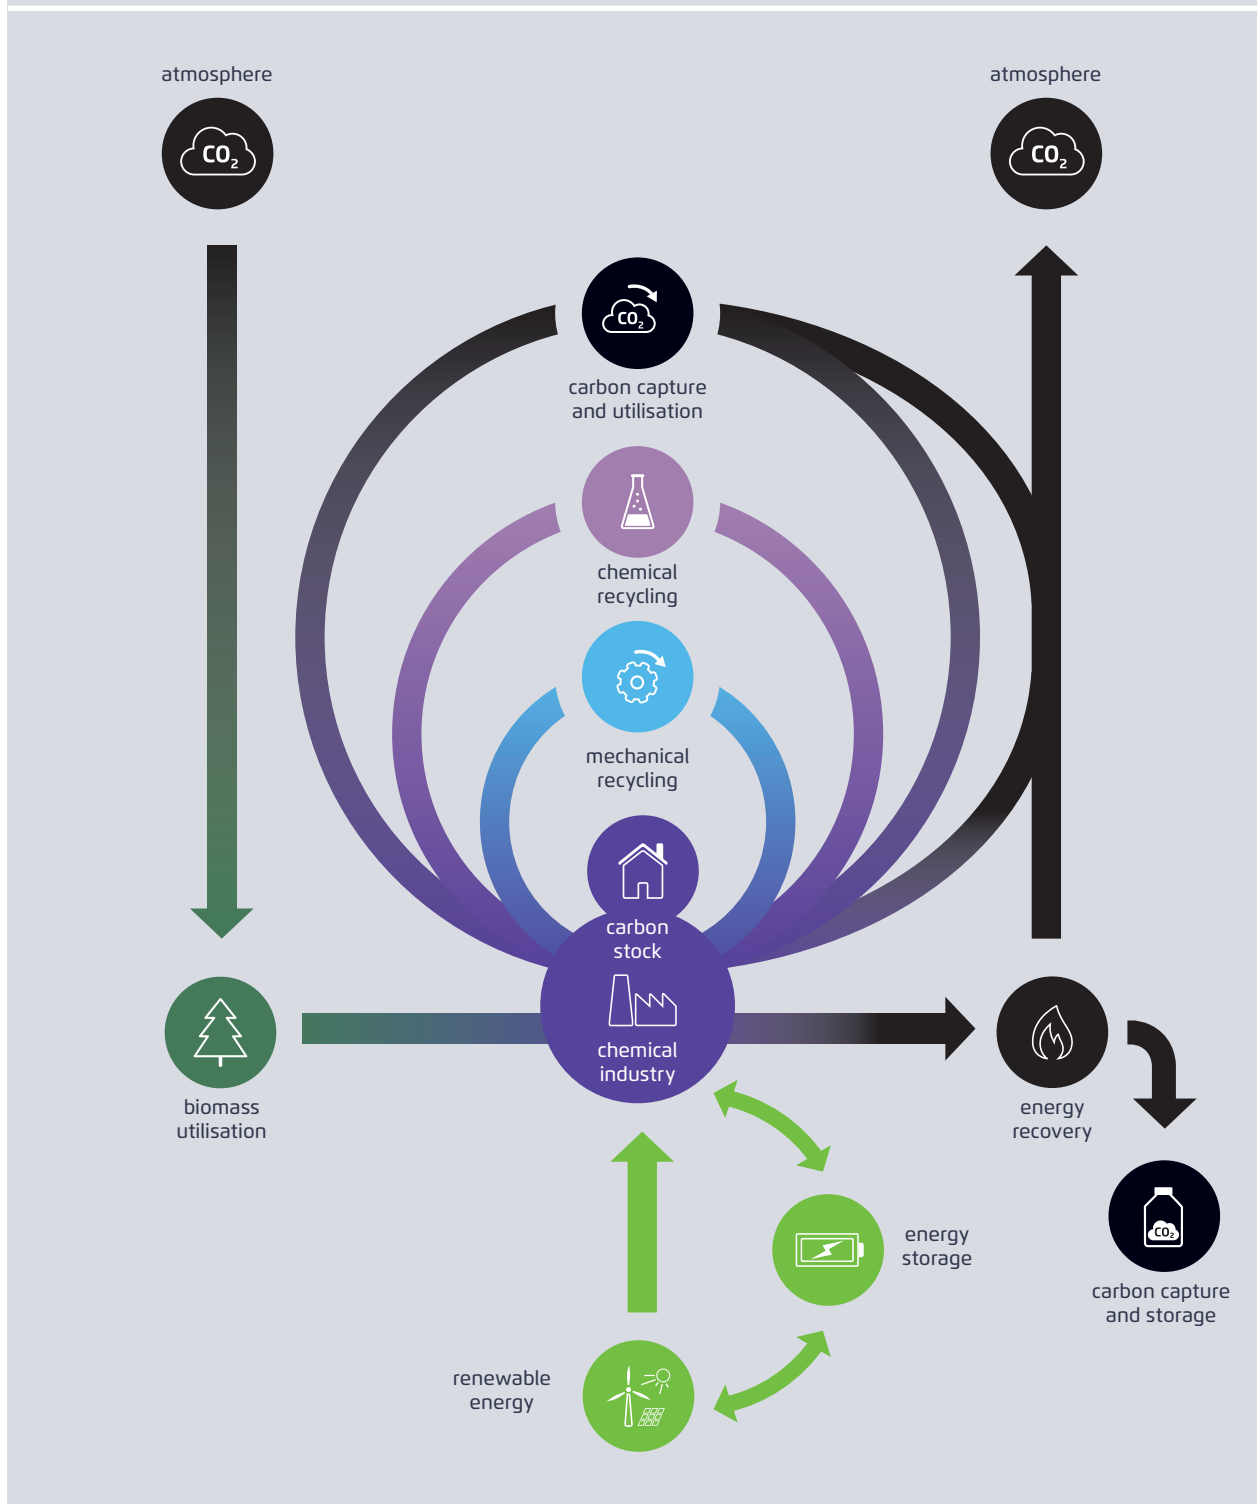 atmosphere
atmosphere
CO₂
CO₂
CO₂
carbon capture
and utilisation
chemical
recycling
mechanical
recycling
carbon
stock
chemical
industry
biomass
utilisation
energy
recovery
energy
storage
CO₂
carbon capture
and storage
renewable
energy